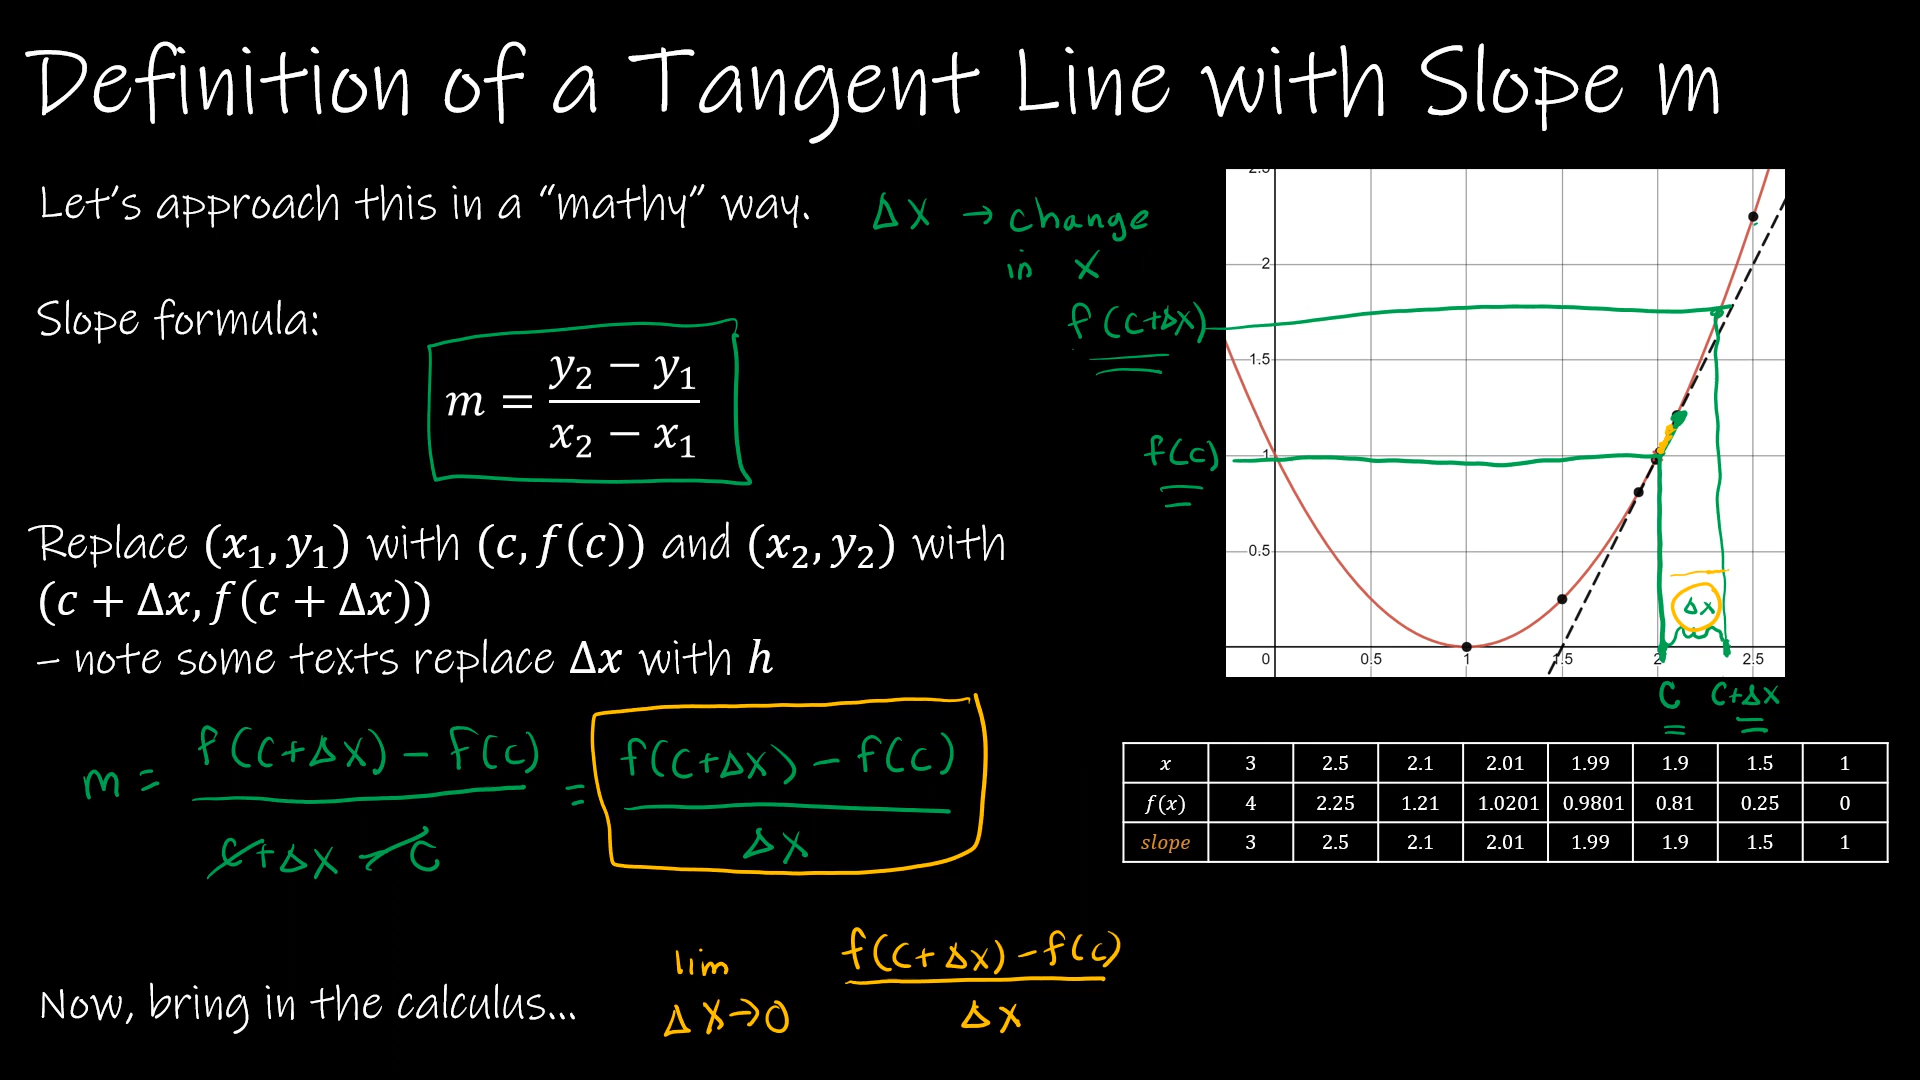 Definition of a Tangent Line with Slope m
Let's approach this in a “mathy” way.
Δx → change
in x
Slope formula:
m = (y₂ − y₁)/(x₂ − x₁)
Replace (x₁, y₁) with (c, f(c)) and (x₂, y₂) with
(c + Δx, f(c + Δx))
– note some texts replace Δx with h
m = (f(c+Δx) − f(c))/(c+Δx − c) = (f(c+Δx) − f(c))/Δx
Now, bring in the calculus...
lim Δx→0 (f(c+Δx) − f(c))/Δx
2.5
2
f(c+Δx)
1.5
f(c)
1
0.5
Δx
0 0.5 1 1.5 2 2.5
c c+Δx
x 3 2.5 2.1 2.01 1.99 1.9 1.5 1
f(x) 4 2.25 1.21 1.0201 0.9801 0.81 0.25 0
slope 3 2.5 2.1 2.01 1.99 1.9 1.5 1